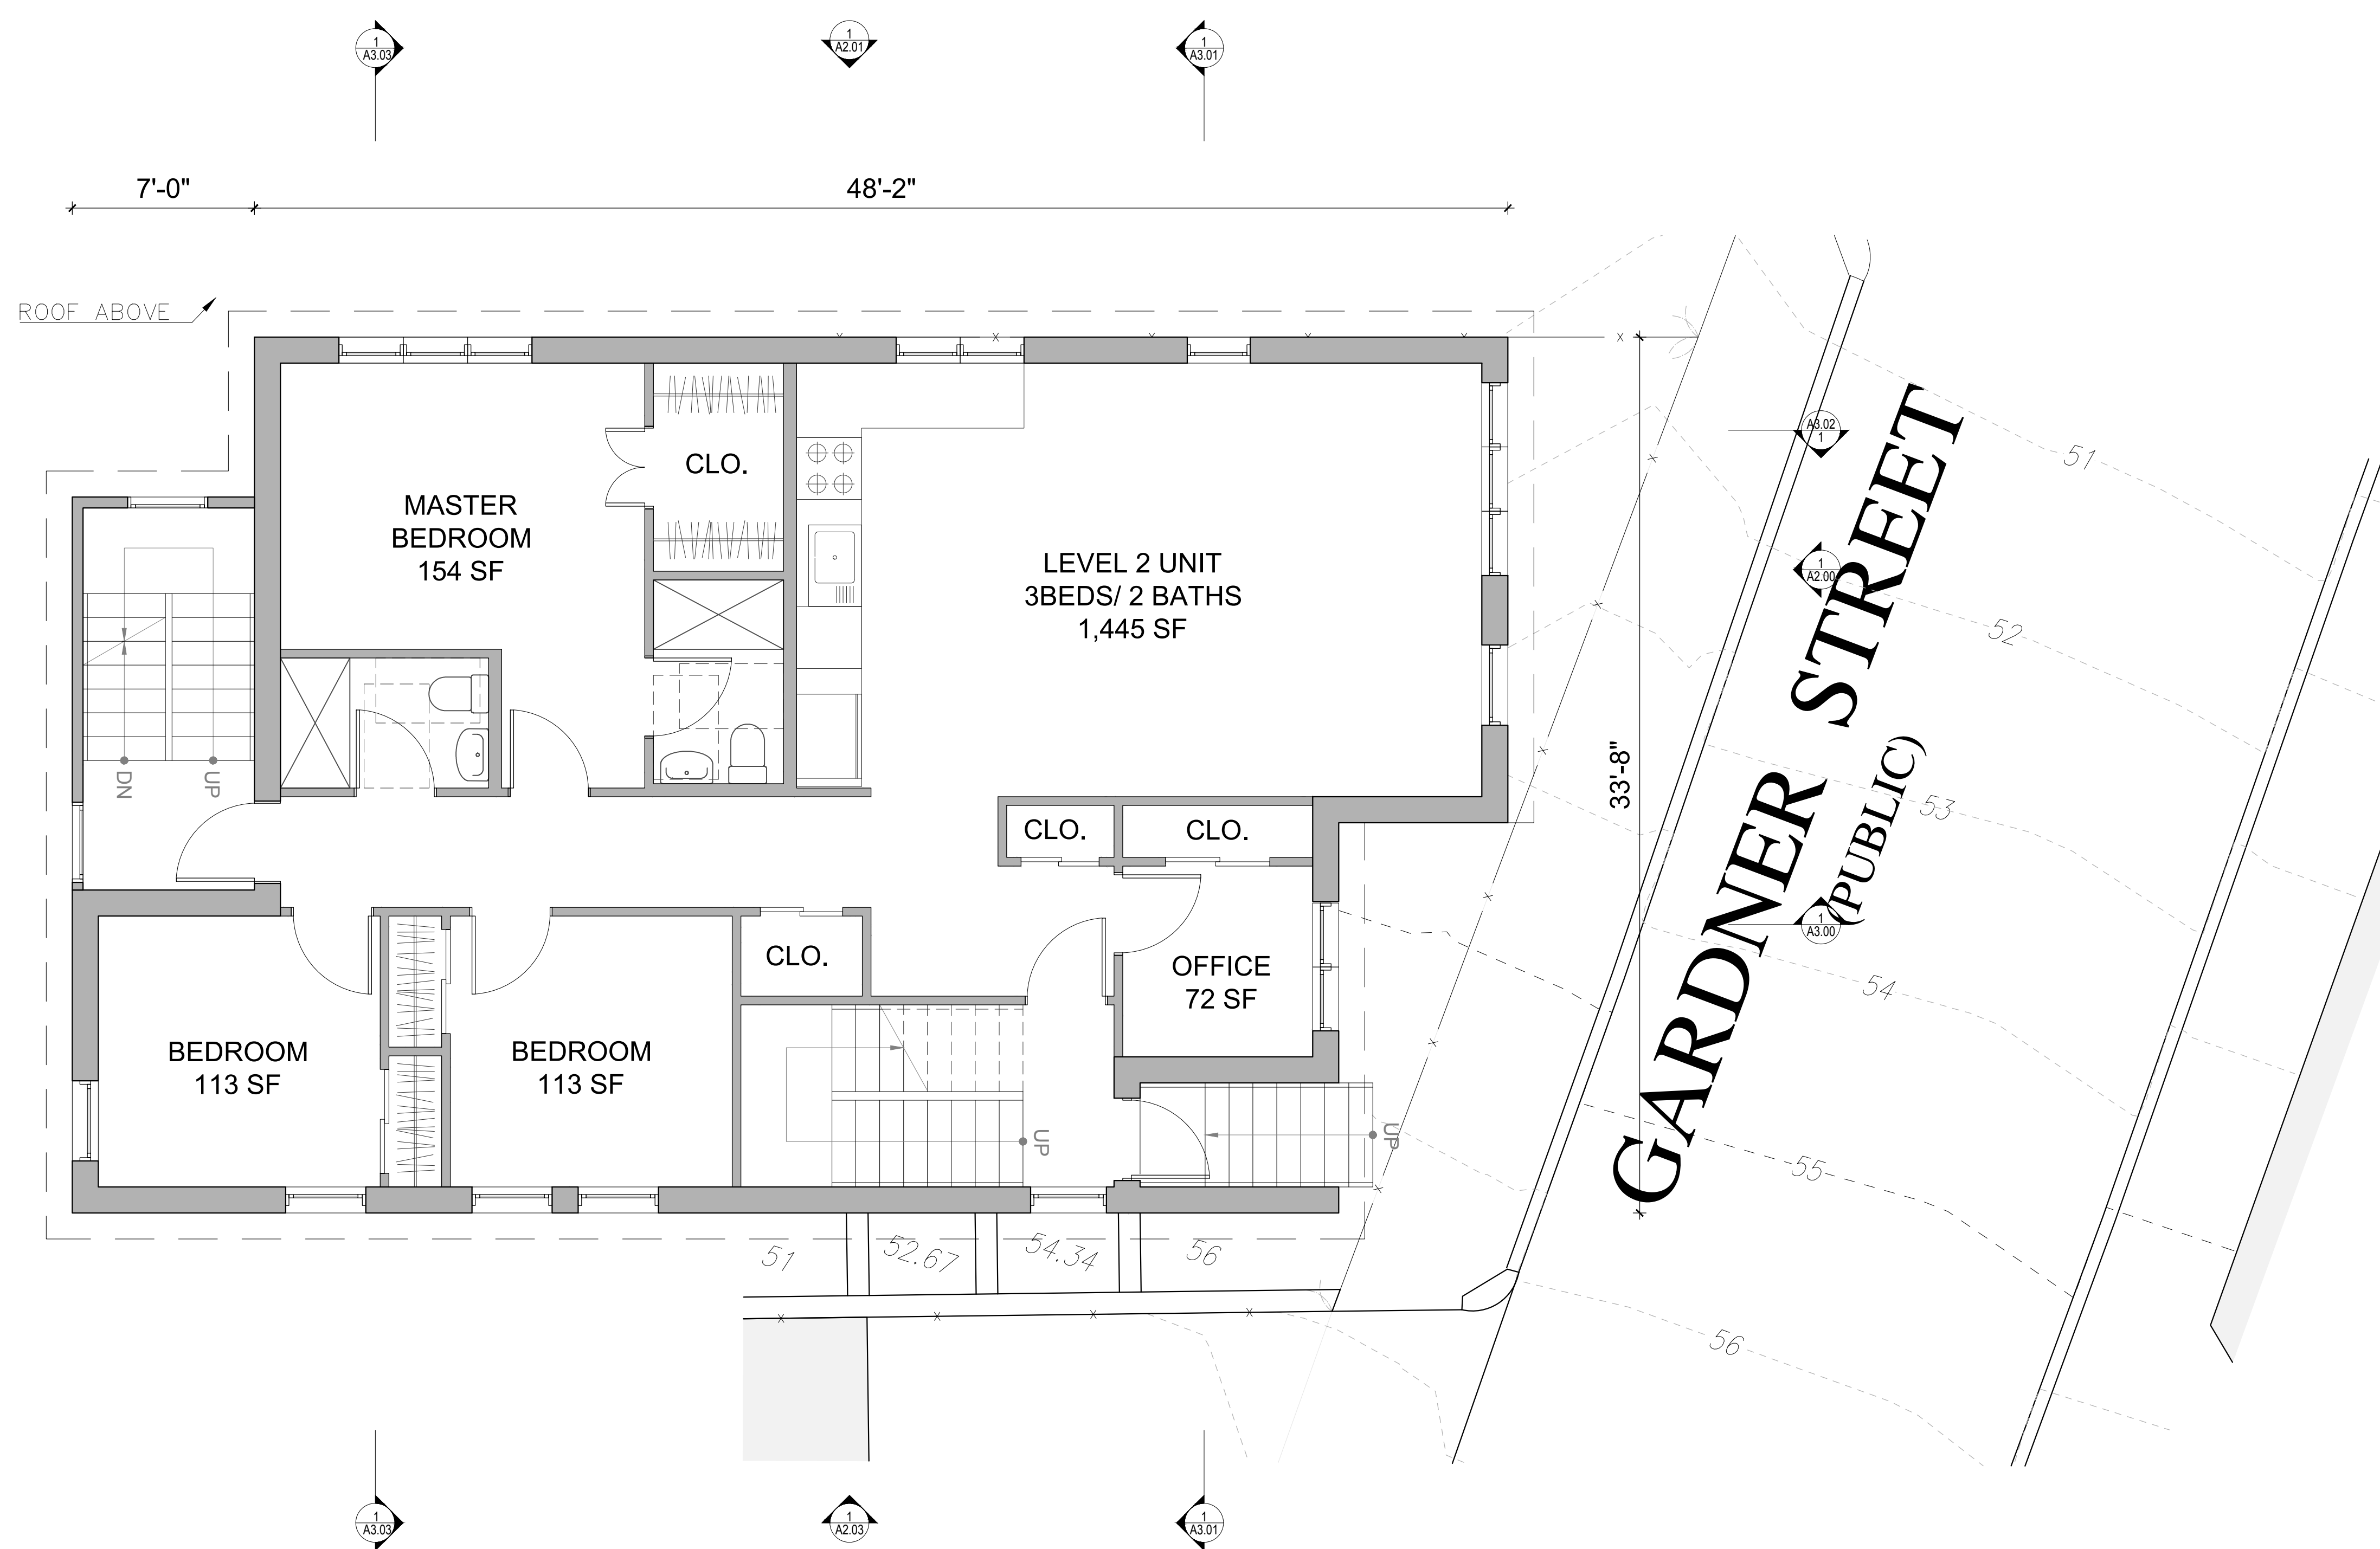 1
A3.03
1
A2.01
1
A3.01
7'-0"
48'-2"
ROOF ABOVE
MASTER
BEDROOM
154 SF
CLO.
LEVEL 2 UNIT
3BEDS/ 2 BATHS
1,445 SF
DN
UP
CLO.
CLO.
CLO.
OFFICE
72 SF
BEDROOM
113 SF
BEDROOM
113 SF
UP
UP
33'-8"
GARDNER STREET
(PUBLIC)
A3.02
1
1
A2.00
1
A3.00
51
52
53
54
55
56
51
52.67
54.34
56
1
A3.03
1
A2.03
1
A3.01